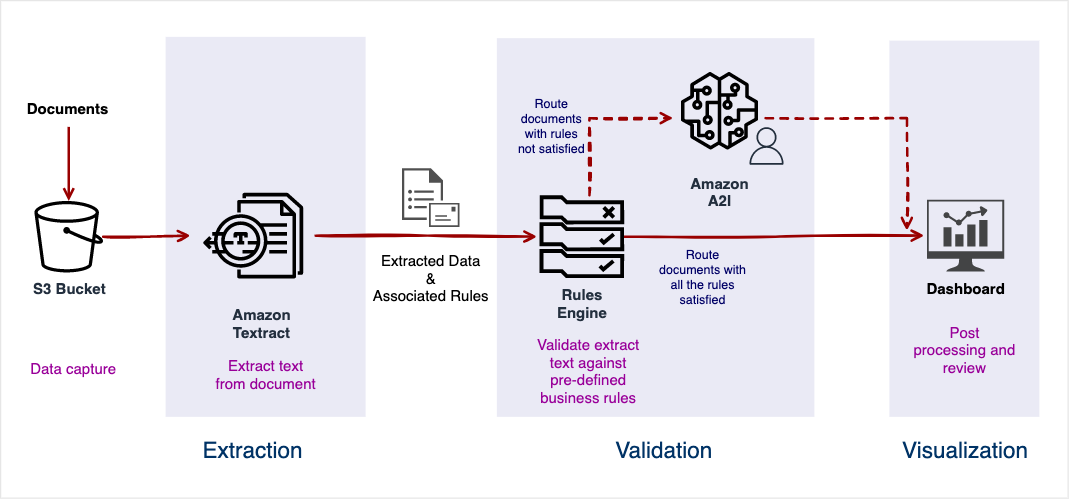 Documents
S3 Bucket
Data capture
Amazon
Textract
Extract text
from document
Extraction
Extracted Data
&
Associated Rules
Route
documents
with rules
not satisfied
Amazon
A2I
Rules
Engine
Validate extract
text against
pre-defined
business rules
Route
documents with
all the rules
satisfied
Validation
Dashboard
Post
processing and
review
Visualization